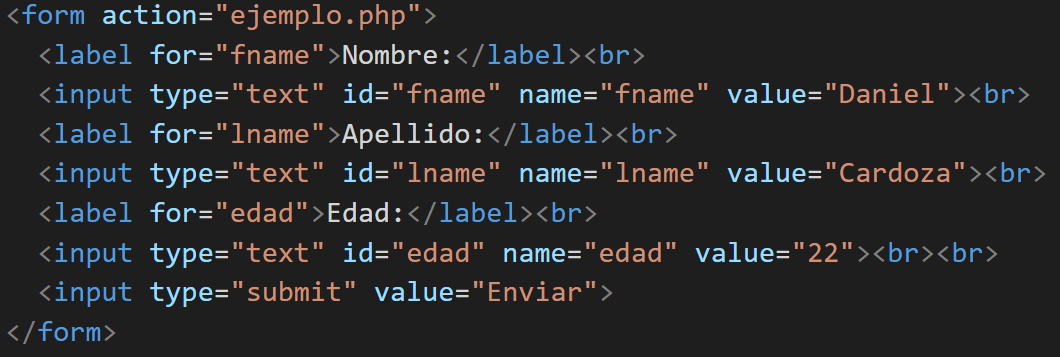 <form action="ejemplo.php">
  <label for="fname">Nombre:</label><br>
  <input type="text" id="fname" name="fname" value="Daniel"><br>
  <label for="lname">Apellido:</label><br>
  <input type="text" id="lname" name="lname" value="Cardoza"><br>
  <label for="edad">Edad:</label><br>
  <input type="text" id="edad" name="edad" value="22"><br><br>
  <input type="submit" value="Enviar">
</form>